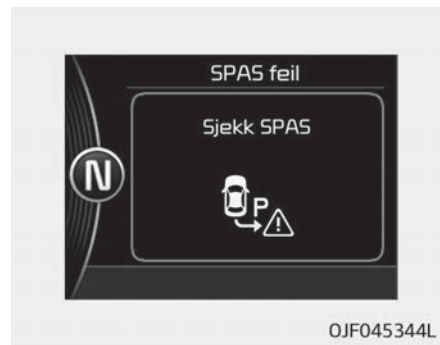 SPAS feil
Sjekk SPAS
N
P
OJF045344L